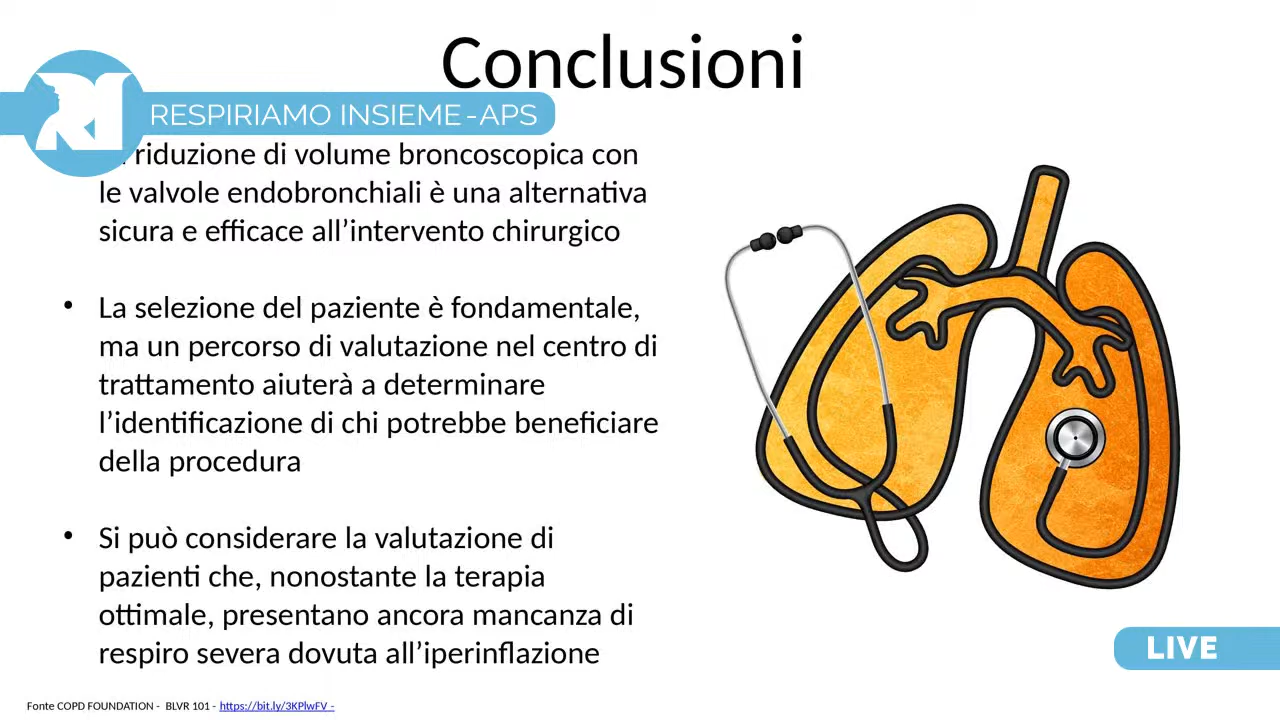 Conclusioni
RI
RESPIRIAMO INSIEME-APS
riduzione di volume broncoscopica con
le valvole endobronchiali è una alternativa
sicura e efficace all’intervento chirurgico
• La selezione del paziente è fondamentale,
ma un percorso di valutazione nel centro di
trattamento aiuterà a determinare
l’identificazione di chi potrebbe beneficiare
della procedura
• Si può considerare la valutazione di
pazienti che, nonostante la terapia
ottimale, presentano ancora mancanza di
respiro severa dovuta all’iperinflazione
LIVE
Fonte COPD FOUNDATION - BLVR 101 - https://bit.ly/3KPlwFV -